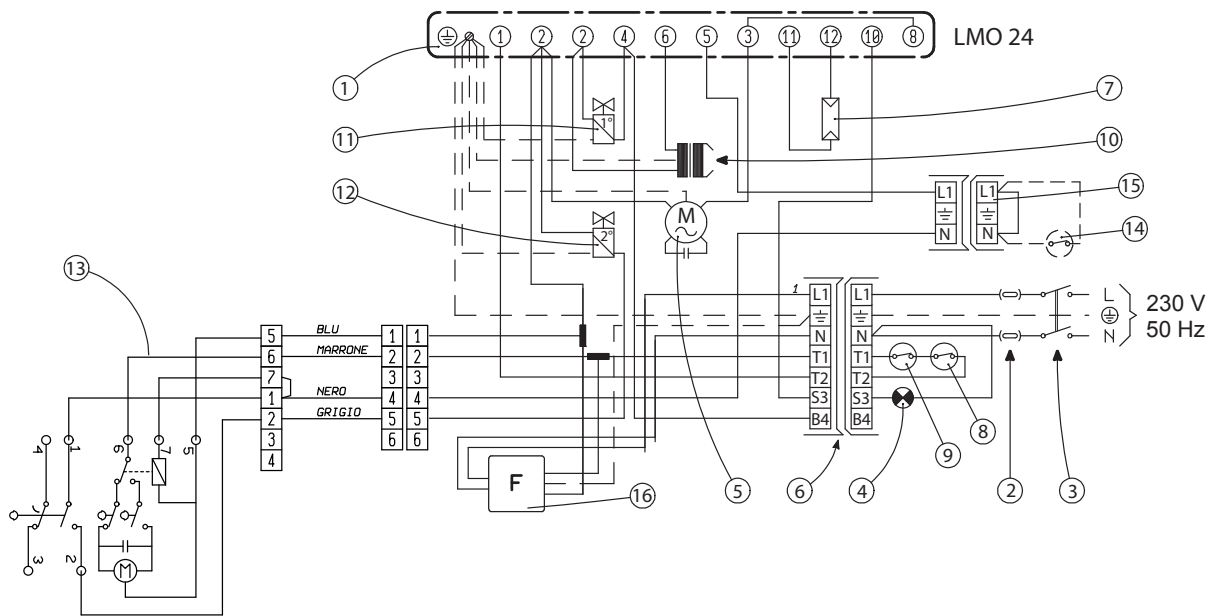 1 2 2 4 6 5 3 11 12 10 8 LMO 24
1
7
11
1°
10
12
M
2°
L1 L1 15
N N 14
13
1 L1 L1 L
230 V
50 Hz
N N N
T1 T1
T2 T2
S3 S3
B4 B4
5 BLU 1 1
6 MARRONE 2 2
7 3 3
1 NERO 4 4
2 GRIGIO 5 5
3 6 6
4
4 1 6 7 5
3 2
M
F
16
5 6 4 9 8 2 3